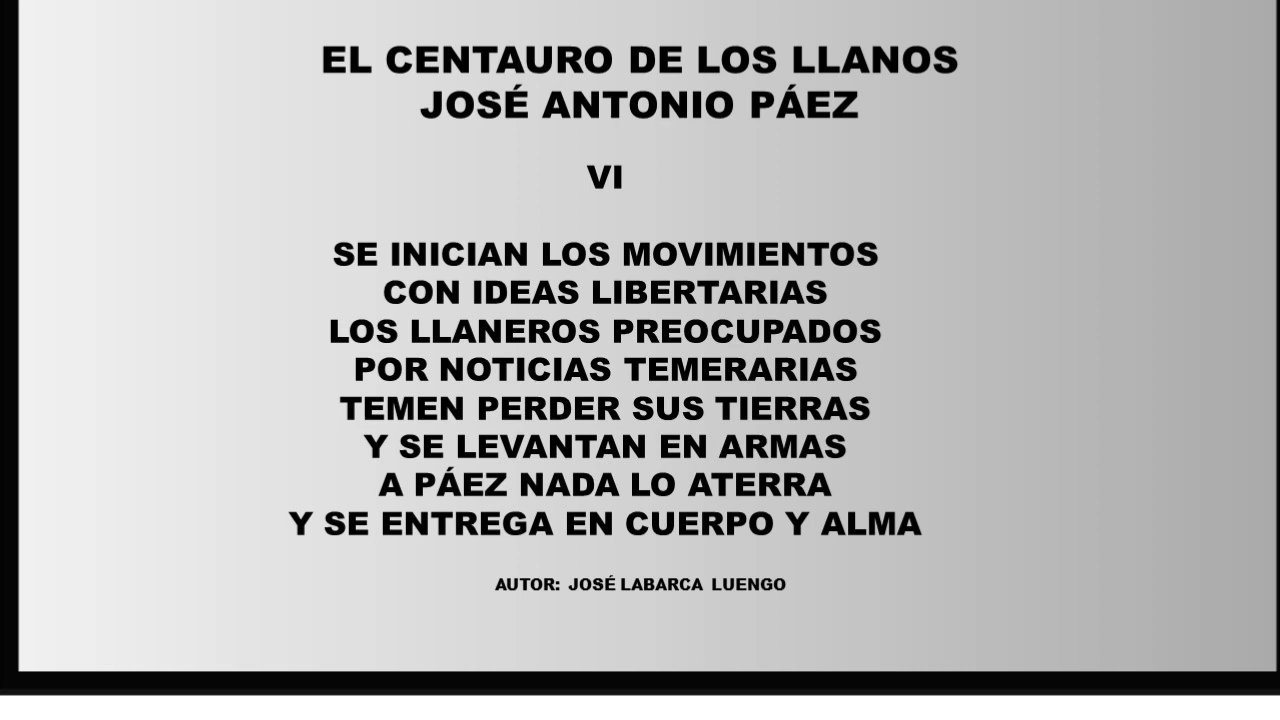 EL CENTAURO DE LOS LLANOS
JOSÉ ANTONIO PÁEZ
VI
SE INICIAN LOS MOVIMIENTOS
CON IDEAS LIBERTARIAS
LOS LLANEROS PREOCUPADOS
POR NOTICIAS TEMERARIAS
TEMEN PERDER SUS TIERRAS
Y SE LEVANTAN EN ARMAS
A PÁEZ NADA LO ATERRA
Y SE ENTREGA EN CUERPO Y ALMA
AUTOR: JOSÉ LABARCA LUENGO